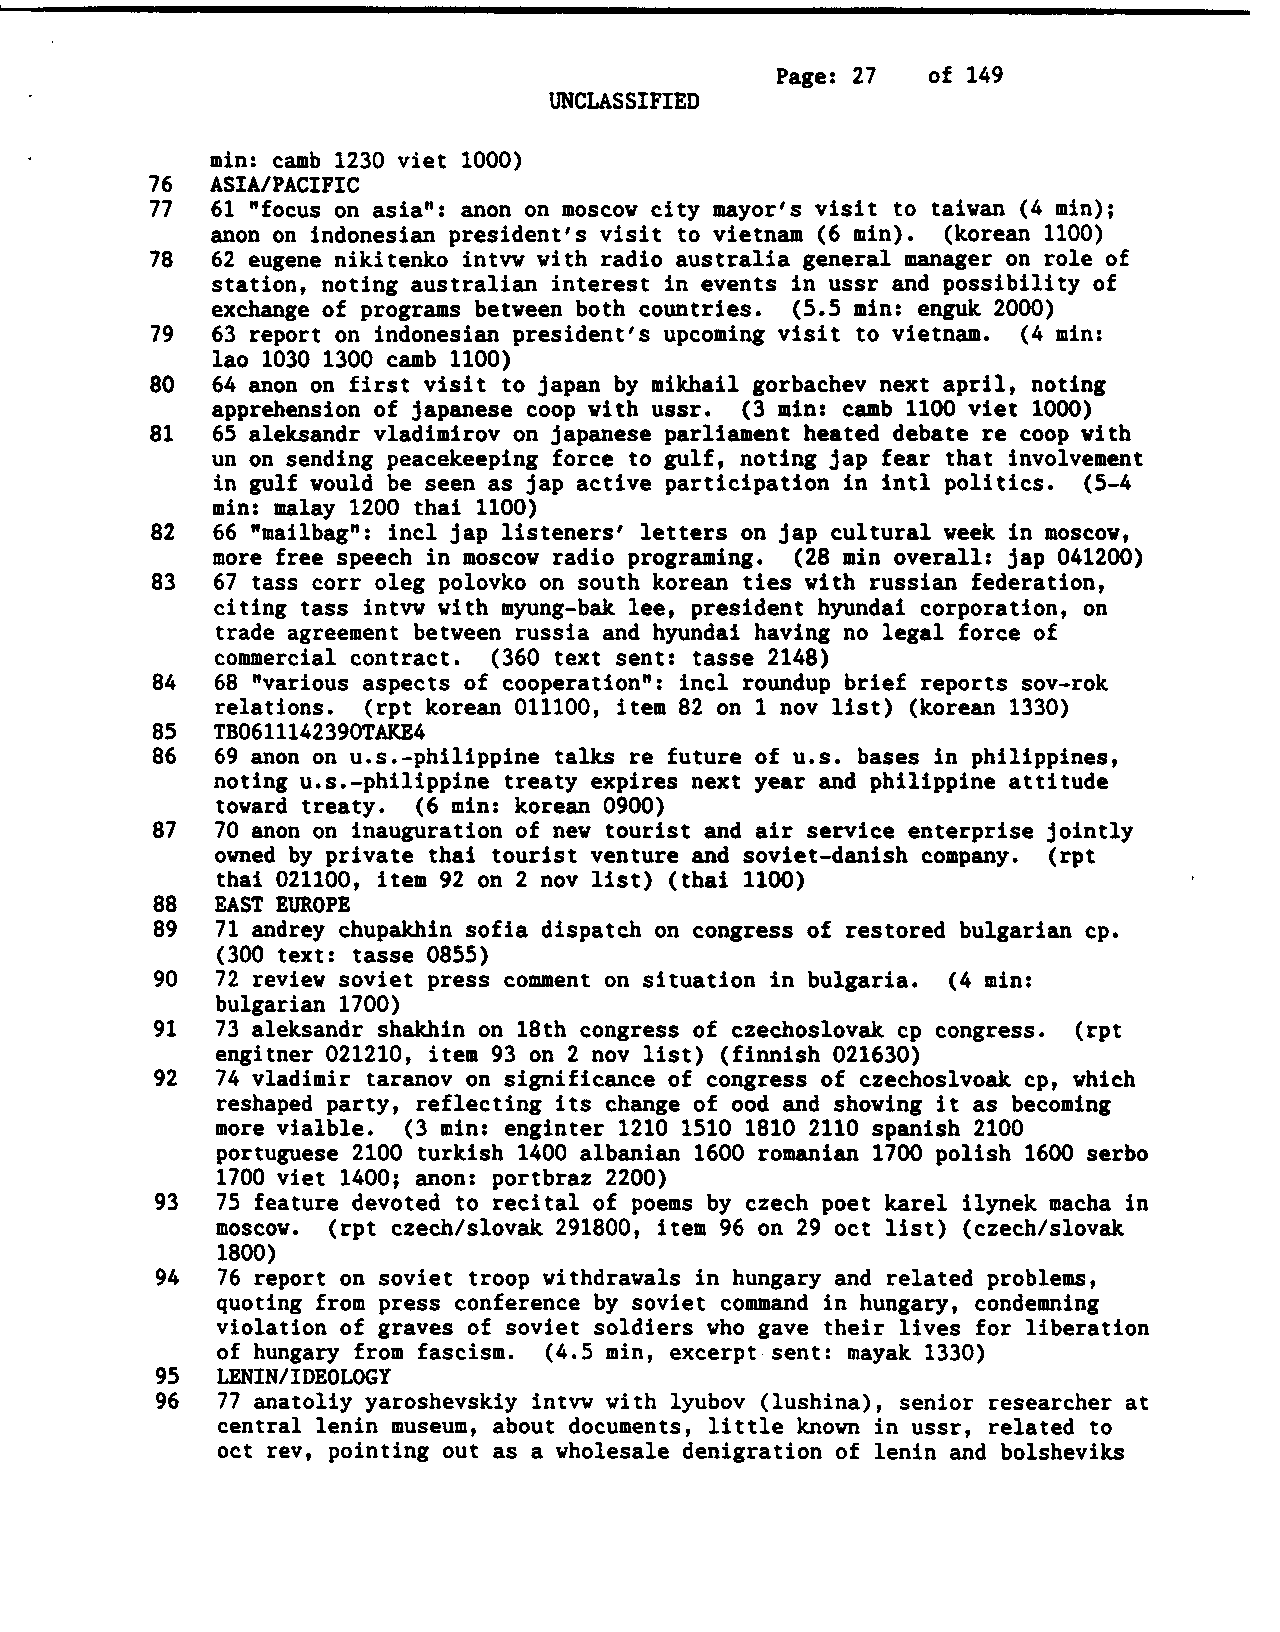 Page: 27 of 149
UNCLASSIFIED
min: camb 1230 viet 1000)
76 ASIA/PACIFIC
77 61 "focus on asia": anon on moscow city mayor's visit to taiwan (4 min);
anon on indonesian president's visit to vietnam (6 min). (korean 1100)
78 62 eugene nikitenko intvw with radio australia general manager on role of
station, noting australian interest in events in ussr and possibility of
exchange of programs between both countries. (5.5 min: enguk 2000)
79 63 report on indonesian president's upcoming visit to vietnam. (4 min:
lao 1030 1300 camb 1100)
80 64 anon on first visit to japan by mikhail gorbachev next april, noting
apprehension of japanese coop with ussr. (3 min: camb 1100 viet 1000)
81 65 aleksandr vladimirov on japanese parliament heated debate re coop with
un on sending peacekeeping force to gulf, noting jap fear that involvement
in gulf would be seen as jap active participation in intl politics. (5-4
min: malay 1200 thai 1100)
82 66 "mailbag": incl jap listeners' letters on jap cultural week in moscow,
more free speech in moscow radio programing. (28 min overall: jap 041200)
83 67 tass corr oleg polovko on south korean ties with russian federation,
citing tass intvw with myung-bak lee, president hyundai corporation, on
trade agreement between russia and hyundai having no legal force of
commercial contract. (360 text sent: tasse 2148)
84 68 "various aspects of cooperation": incl roundup brief reports sov-rok
relations. (rpt korean 011100, item 82 on 1 nov list) (korean 1330)
85 TB0611142390TAKE4
86 69 anon on u.s.-philippine talks re future of u.s. bases in philippines,
noting u.s.-philippine treaty expires next year and philippine attitude
toward treaty. (6 min: korean 0900)
87 70 anon on inauguration of new tourist and air service enterprise jointly
owned by private thai tourist venture and soviet-danish company. (rpt
thai 021100, item 92 on 2 nov list) (thai 1100)
88 EAST EUROPE
89 71 andrey chupakhin sofia dispatch on congress of restored bulgarian cp.
(300 text: tasse 0855)
90 72 review soviet press comment on situation in bulgaria. (4 min:
bulgarian 1700)
91 73 aleksandr shakhin on 18th congress of czechoslovak cp congress. (rpt
engitner 021210, item 93 on 2 nov list) (finnish 021630)
92 74 vladimir taranov on significance of congress of czechoslvoak cp, which
reshaped party, reflecting its change of ood and showing it as becoming
more vialble. (3 min: enginter 1210 1510 1810 2110 spanish 2100
portuguese 2100 turkish 1400 albanian 1600 romanian 1700 polish 1600 serbo
1700 viet 1400; anon: portbraz 2200)
93 75 feature devoted to recital of poems by czech poet karel ilynek macha in
moscow. (rpt czech/slovak 291800, item 96 on 29 oct list) (czech/slovak
1800)
94 76 report on soviet troop withdrawals in hungary and related problems,
quoting from press conference by soviet command in hungary, condemning
violation of graves of soviet soldiers who gave their lives for liberation
of hungary from fascism. (4.5 min, excerpt sent: mayak 1330)
95 LENIN/IDEOLOGY
96 77 anatoliy yaroshevskiy intvw with lyubov (lushina), senior researcher at
central lenin museum, about documents, little known in ussr, related to
oct rev, pointing out as a wholesale denigration of lenin and bolsheviks